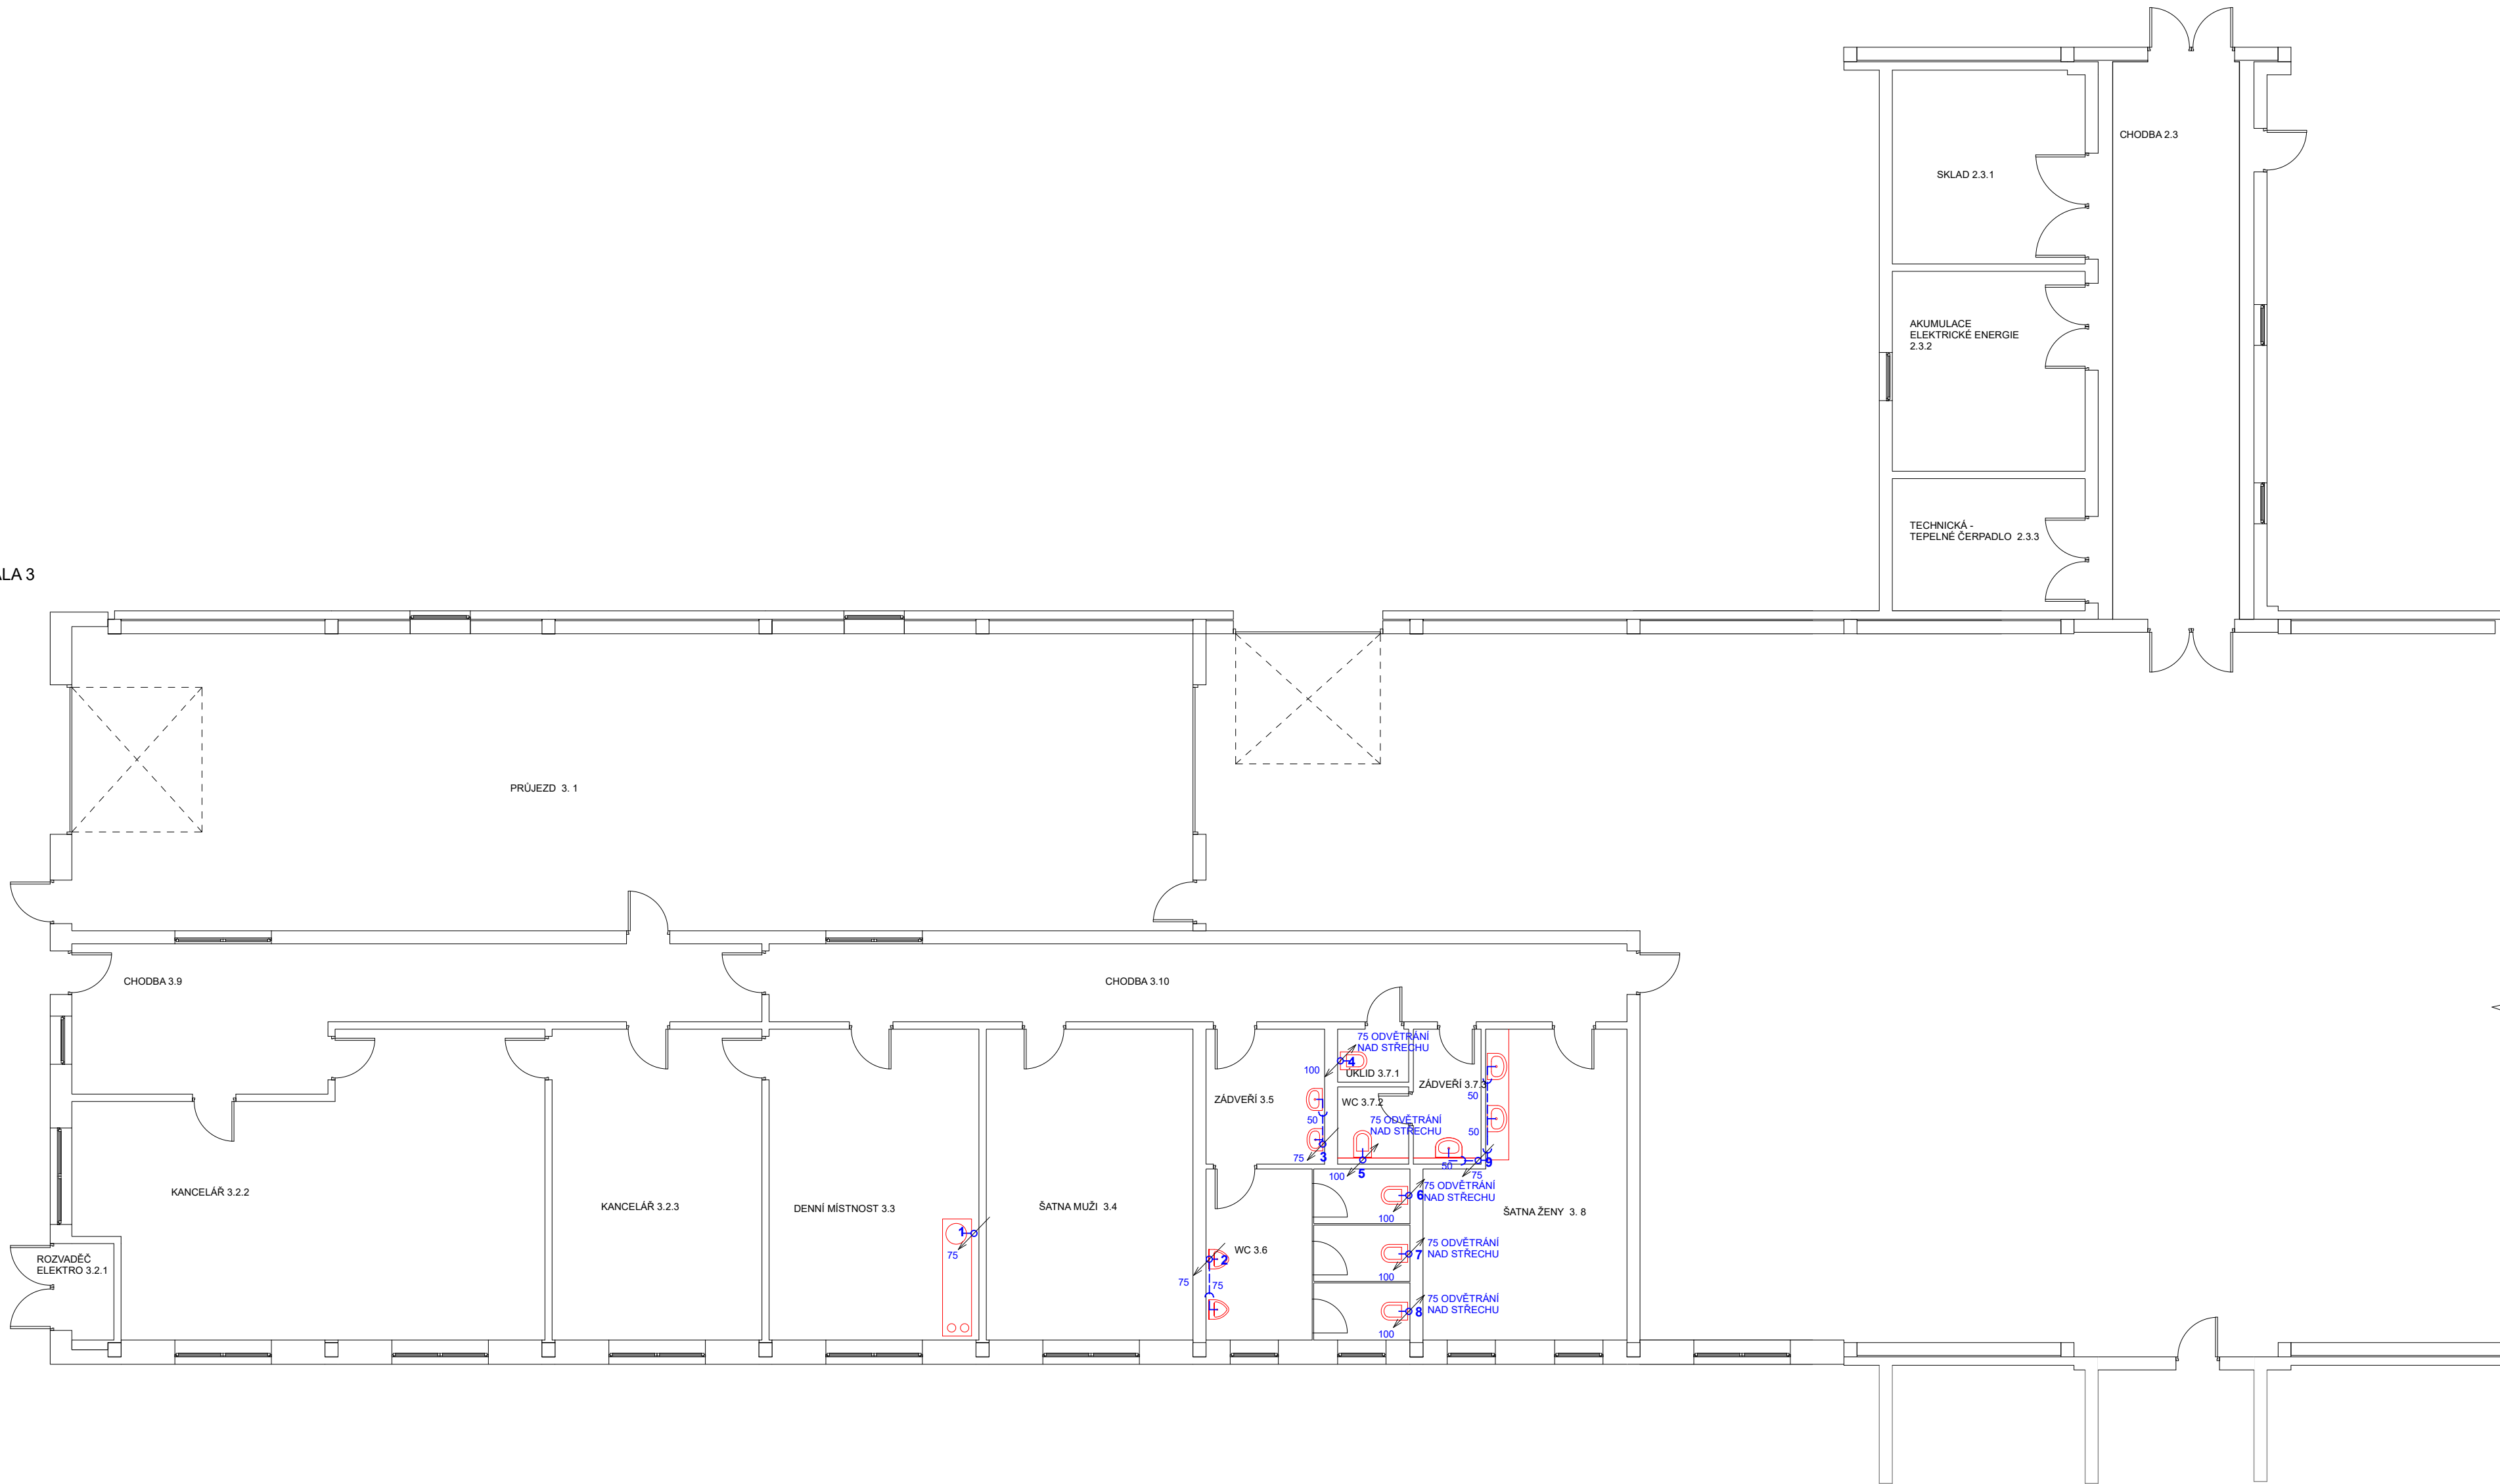 CHODBA 2.3
SKLAD 2.3.1
AKUMULACE
ELEKTRICKÉ ENERGIE
2.3.2
TECHNICKÁ -
TEPELNÉ ČERPADLO  2.3.3
LA 3
PRŮJEZD  3. 1
CHODBA 3.9
CHODBA 3.10
75 ODVĚTRÁNÍ
NAD STŘECHU
4
100
ÚKLID 3.7.1
ZÁDVEŘÍ 3.7.3
ZÁDVEŘÍ 3.5
WC 3.7.2
50
50
75 ODVĚTRÁNÍ
NAD STŘECHU
50
3
75
5
100
50
9
75
KANCELÁŘ 3.2.2
KANCELÁŘ 3.2.3
DENNÍ MÍSTNOST 3.3
ŠATNA MUŽI  3.4
75 ODVĚTRÁNÍ
NAD STŘECHU
6
100
ŠATNA ŽENY  3. 8
1
75
WC 3.6
2
75
75
75 ODVĚTRÁNÍ
NAD STŘECHU
7
100
ROZVADĚČ
ELEKTRO 3.2.1
75 ODVĚTRÁNÍ
NAD STŘECHU
8
100